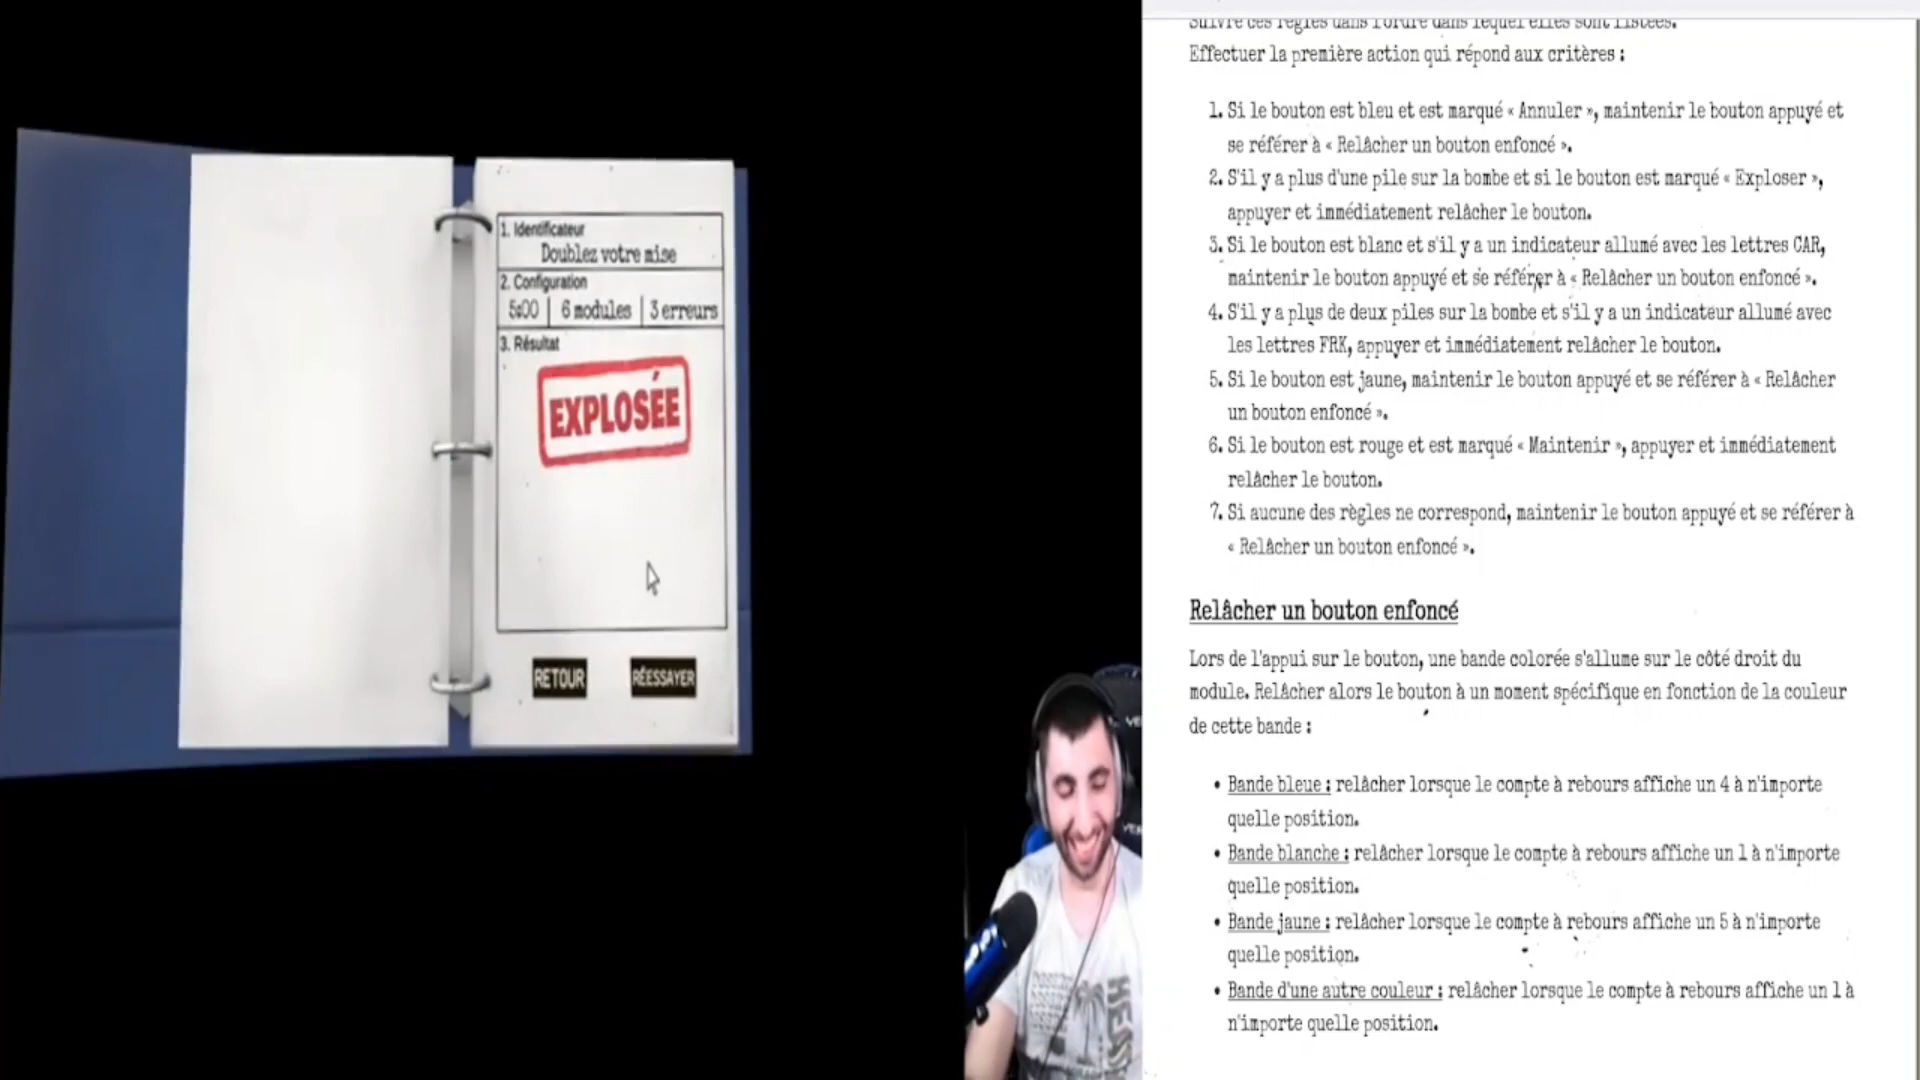 1. Identificateur
Doublez votre mise
2. Configuration
5:00 | 6 modules | 3 erreurs
3. Résultat
EXPLOSÉE
RETOUR
RÉESSAYER
Suivre ces règles dans l'ordre dans lequel elles sont listées.
Effectuer la première action qui répond aux critères :
1. Si le bouton est bleu et est marqué « Annuler », maintenir le bouton appuyé et
se référer à « Relâcher un bouton enfoncé ».
2. S'il y a plus d'une pile sur la bombe et si le bouton est marqué « Exploser »,
appuyer et immédiatement relâcher le bouton.
3. Si le bouton est blanc et s'il y a un indicateur allumé avec les lettres CAR,
maintenir le bouton appuyé et se référer à « Relâcher un bouton enfoncé ».
4. S'il y a plus de deux piles sur la bombe et s'il y a un indicateur allumé avec
les lettres FRK, appuyer et immédiatement relâcher le bouton.
5. Si le bouton est jaune, maintenir le bouton appuyé et se référer à « Relâcher
un bouton enfoncé ».
6. Si le bouton est rouge et est marqué « Maintenir », appuyer et immédiatement
relâcher le bouton.
7. Si aucune des règles ne correspond, maintenir le bouton appuyé et se référer à
« Relâcher un bouton enfoncé ».
Relâcher un bouton enfoncé
Lors de l'appui sur le bouton, une bande colorée s'allume sur le côté droit du
module. Relâcher alors le bouton à un moment spécifique en fonction de la couleur
de cette bande :
• Bande bleue : relâcher lorsque le compte à rebours affiche un 4 à n'importe
quelle position.
• Bande blanche : relâcher lorsque le compte à rebours affiche un 1 à n'importe
quelle position.
• Bande jaune : relâcher lorsque le compte à rebours affiche un 5 à n'importe
quelle position.
• Bande d'une autre couleur : relâcher lorsque le compte à rebours affiche un 1 à
n'importe quelle position.